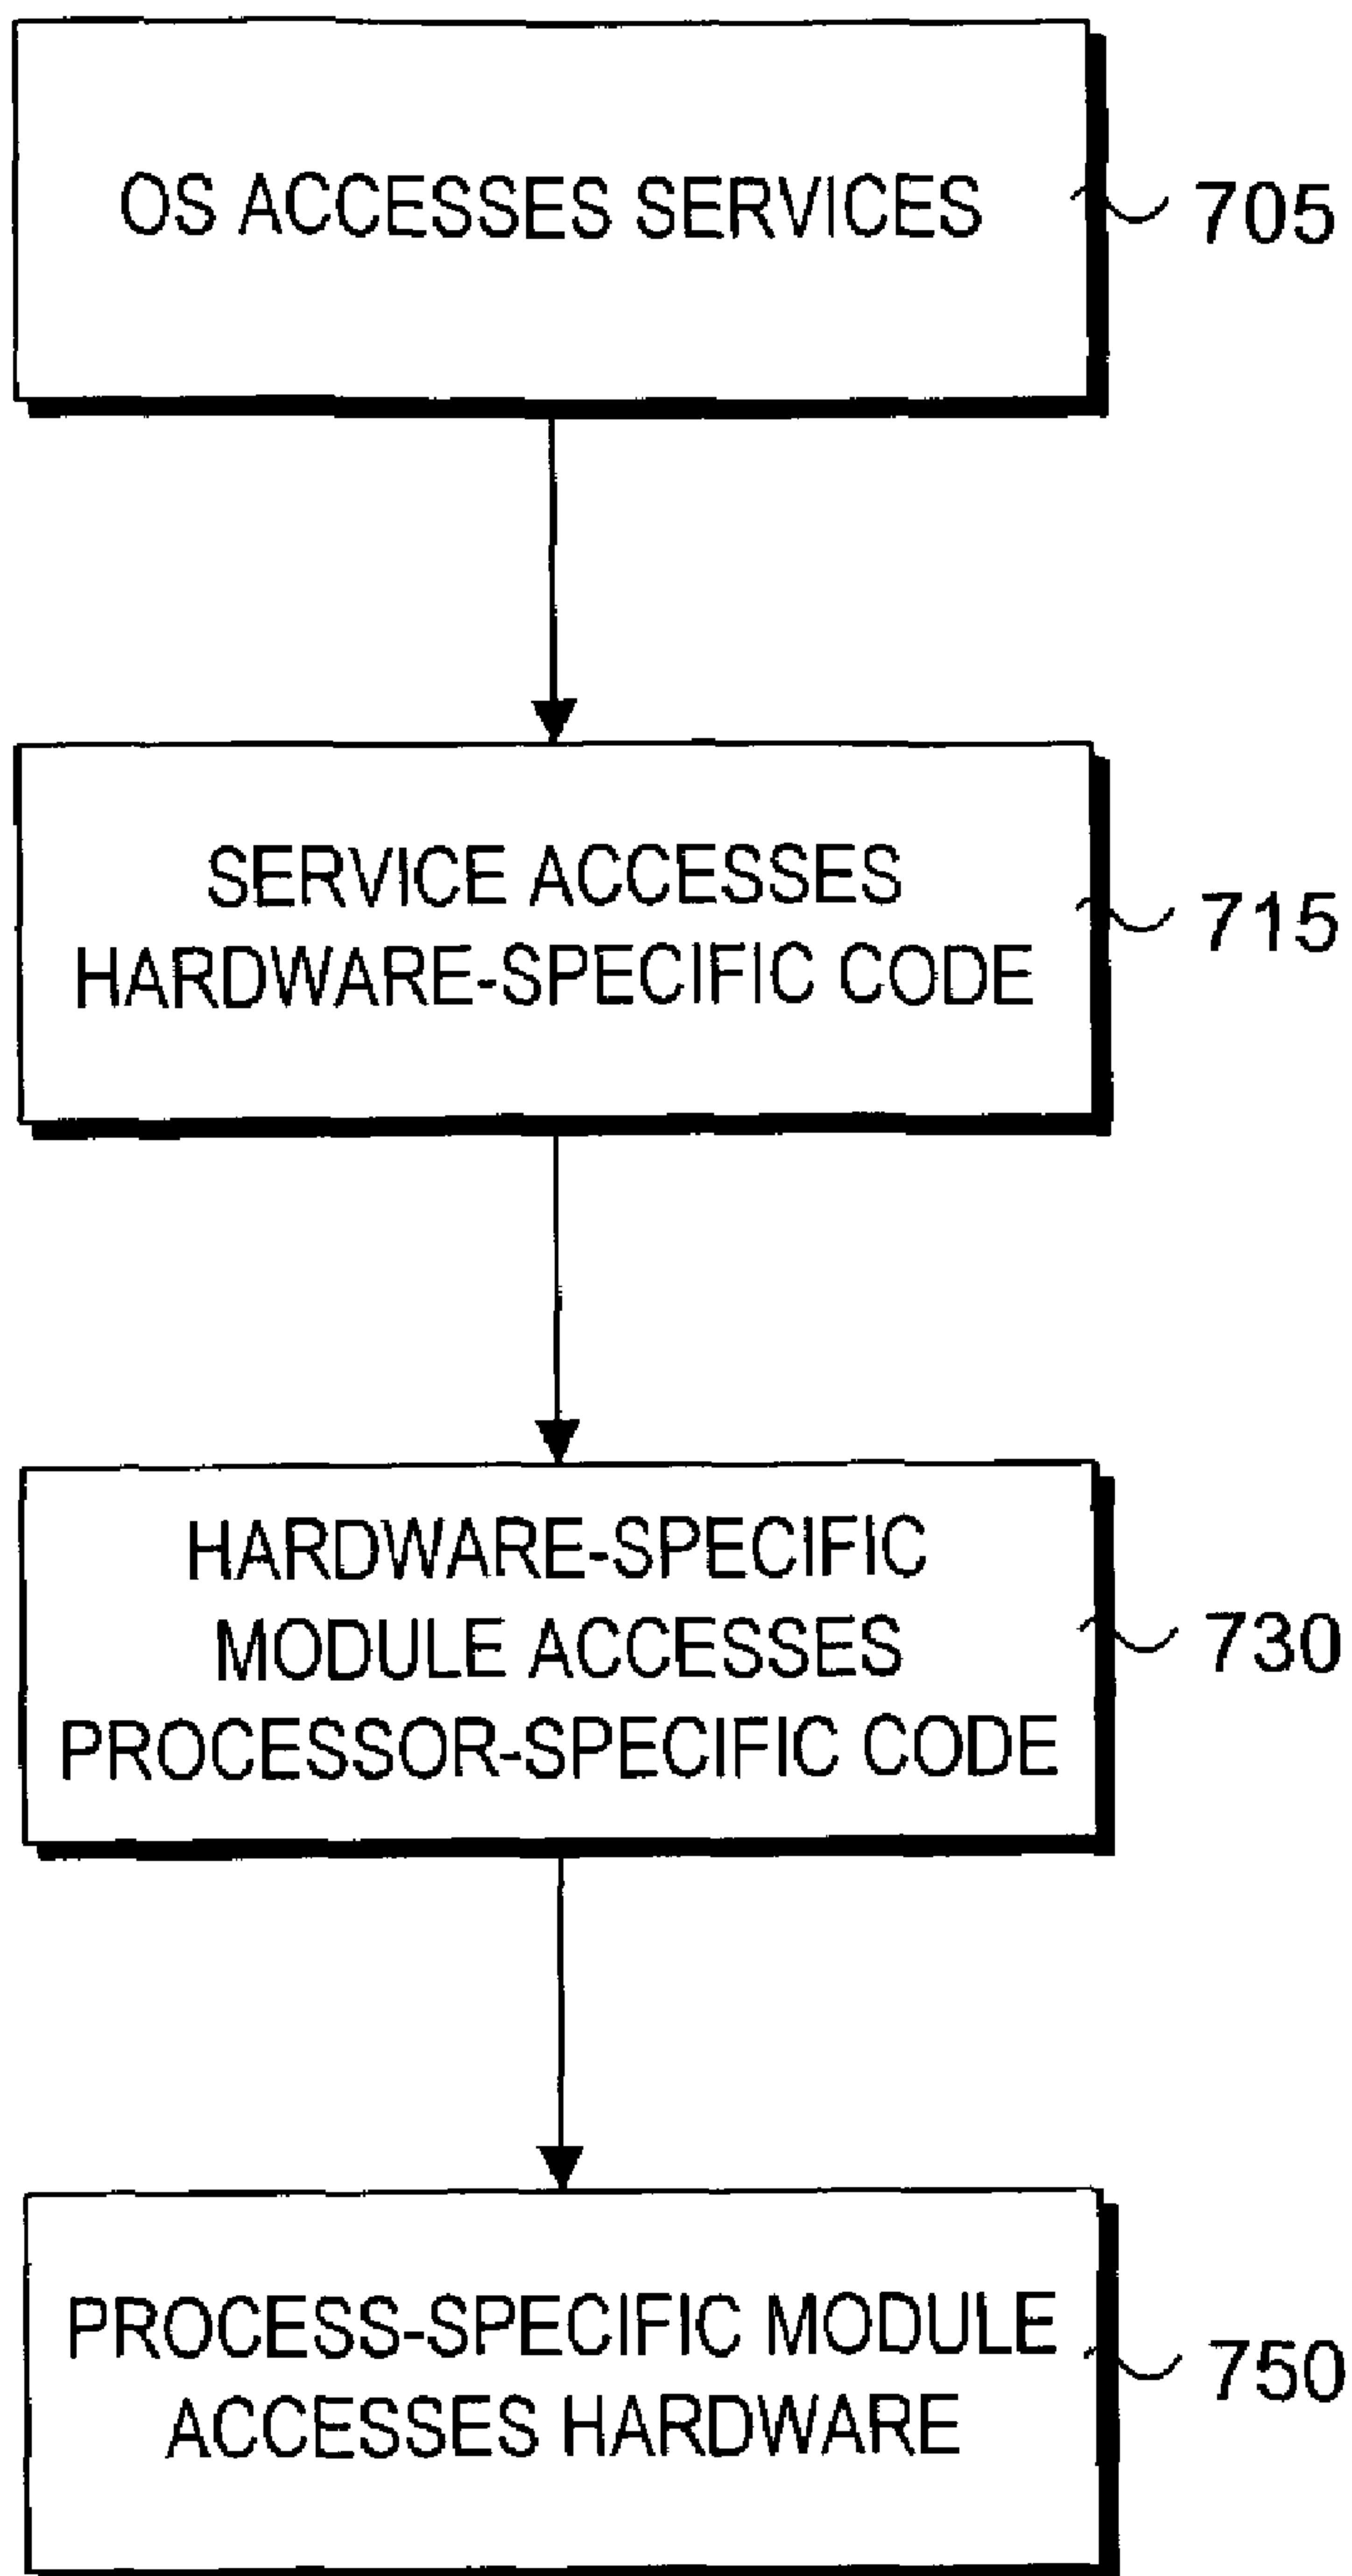 OS ACCESSES SERVICES
705
SERVICE ACCESSES
HARDWARE-SPECIFIC CODE
715
HARDWARE-SPECIFIC
MODULE ACCESSES
PROCESSOR-SPECIFIC CODE
730
PROCESS-SPECIFIC MODULE
ACCESSES HARDWARE
750